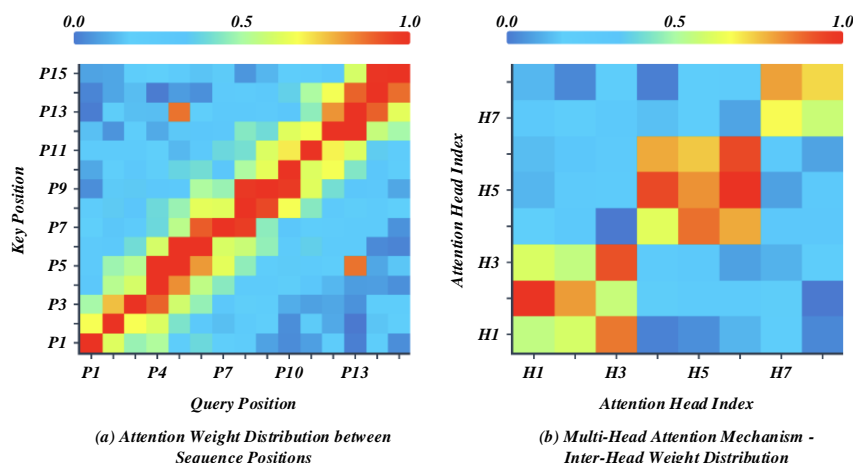 0.0 0.5 1.0
P15
P13
P11
P9
P7
P5
P3
P1
Key Position
P1 P4 P7 P10 P13
Query Position
(a) Attention Weight Distribution between
Sequence Positions
0.0 0.5 1.0
H7
H5
H3
H1
Attention Head Index
H1 H3 H5 H7
Attention Head Index
(b) Multi-Head Attention Mechanism -
Inter-Head Weight Distribution